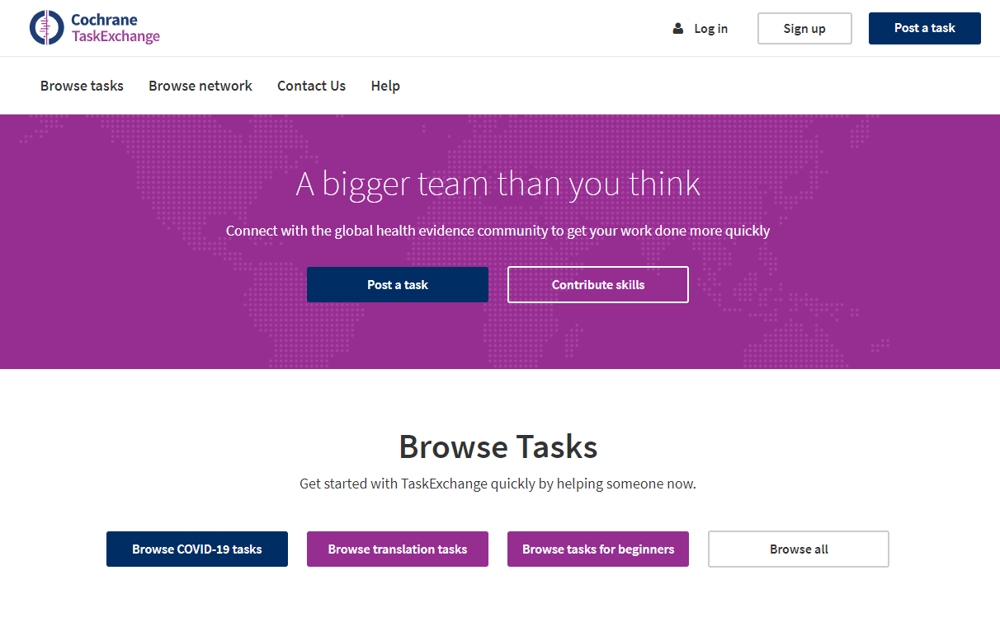 Cochrane
TaskExchange
Log in
Sign up
Post a task
Browse tasks
Browse network
Contact Us
Help
A bigger team than you think
Connect with the global health evidence community to get your work done more quickly
Post a task
Contribute skills
Browse Tasks
Get started with TaskExchange quickly by helping someone now.
Browse COVID-19 tasks
Browse translation tasks
Browse tasks for beginners
Browse all